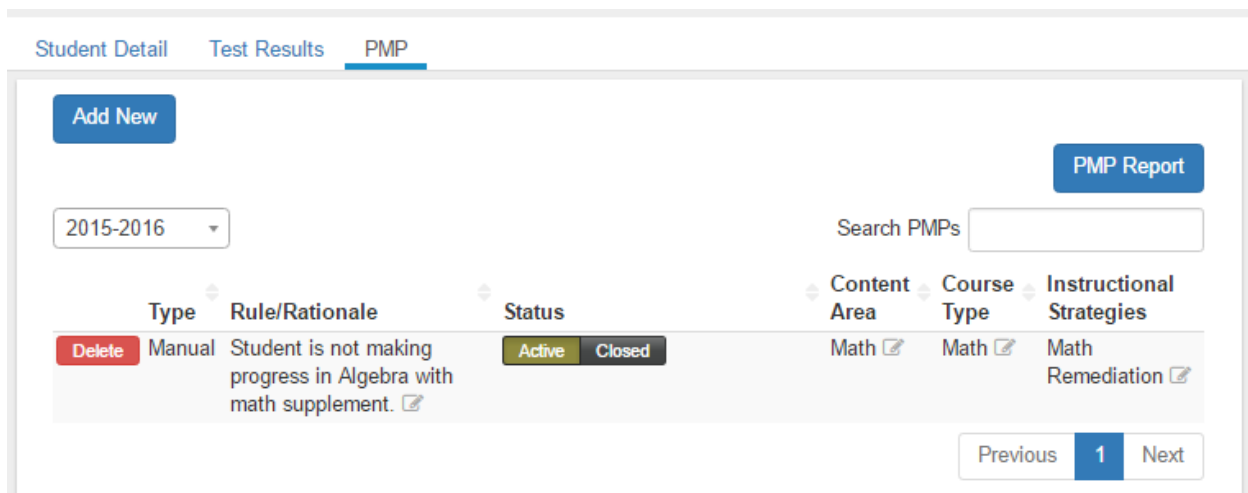 Student Detail Test Results PMP
Add New
PMP Report
2015-2016 Search PMPs
Type Rule/Rationale Status Content Area Course Type Instructional Strategies
Delete Manual Student is not making Active Closed Math Math Math
progress in Algebra with Remediation
math supplement.
Previous 1 Next